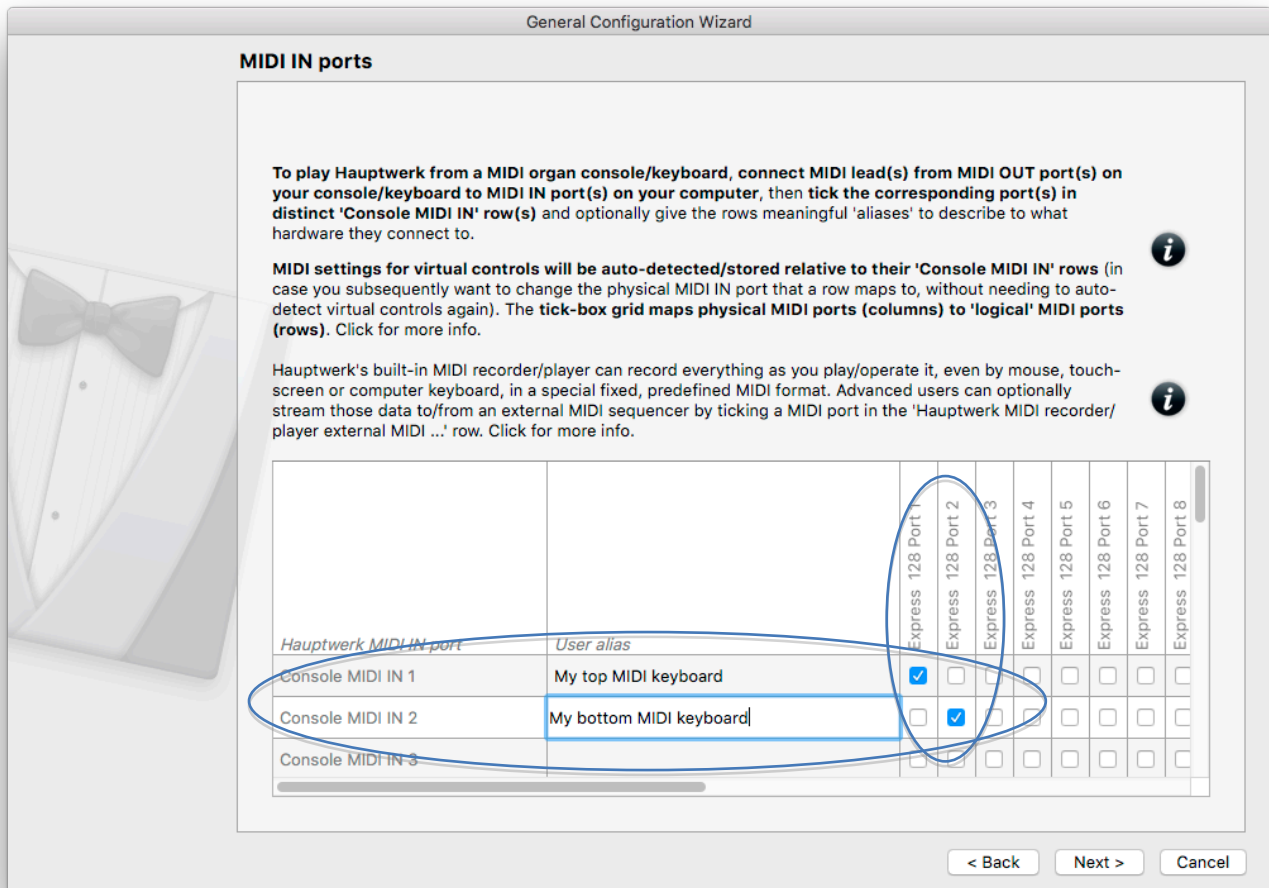 General Configuration Wizard
MIDI IN ports
To play Hauptwerk from a MIDI organ console/keyboard, connect MIDI lead(s) from MIDI OUT port(s) on
your console/keyboard to MIDI IN port(s) on your computer, then tick the corresponding port(s) in
distinct 'Console MIDI IN' row(s) and optionally give the rows meaningful 'aliases' to describe to what
hardware they connect to.
MIDI settings for virtual controls will be auto-detected/stored relative to their 'Console MIDI IN' rows (in
case you subsequently want to change the physical MIDI IN port that a row maps to, without needing to auto-
detect virtual controls again). The tick-box grid maps physical MIDI ports (columns) to 'logical' MIDI ports
(rows). Click for more info.
Hauptwerk's built-in MIDI recorder/player can record everything as you play/operate it, even by mouse, touch-
screen or computer keyboard, in a special fixed, predefined MIDI format. Advanced users can optionally
stream those data to/from an external MIDI sequencer by ticking a MIDI port in the 'Hauptwerk MIDI recorder/
player external MIDI ...' row. Click for more info.
Hauptwerk MIDI IN port
User alias
Express 128 Port 1
Express 128 Port 2
Express 128 Port 3
Express 128 Port 4
Express 128 Port 5
Express 128 Port 6
Express 128 Port 7
Express 128 Port 8
Console MIDI IN 1
My top MIDI keyboard
Console MIDI IN 2
My bottom MIDI keyboard
Console MIDI IN 3
< Back
Next >
Cancel